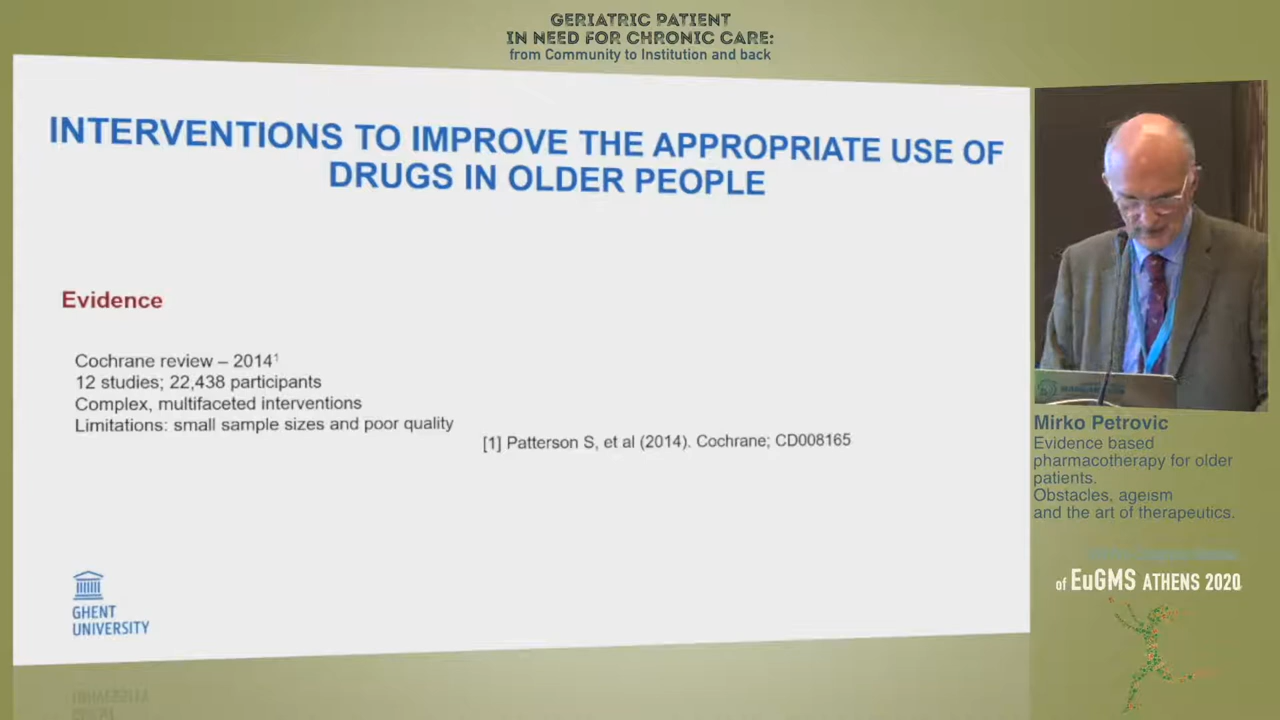 GERIATRIC PATIENT
IN NEED FOR CHRONIC CARE:
from Community to Institution and back
INTERVENTIONS TO IMPROVE THE APPROPRIATE USE OF
DRUGS IN OLDER PEOPLE
Evidence
Cochrane review – 2014¹
12 studies; 22,438 participants
Complex, multifaceted interventions
Limitations: small sample sizes and poor quality
[1] Patterson S, et al (2014). Cochrane; CD008165
GHENT
UNIVERSITY
Mirko Petrovic
Evidence based
pharmacotherapy for older
patients.
Obstacles, ageism
and the art of therapeutics.
of EuGMS ATHENS 2020